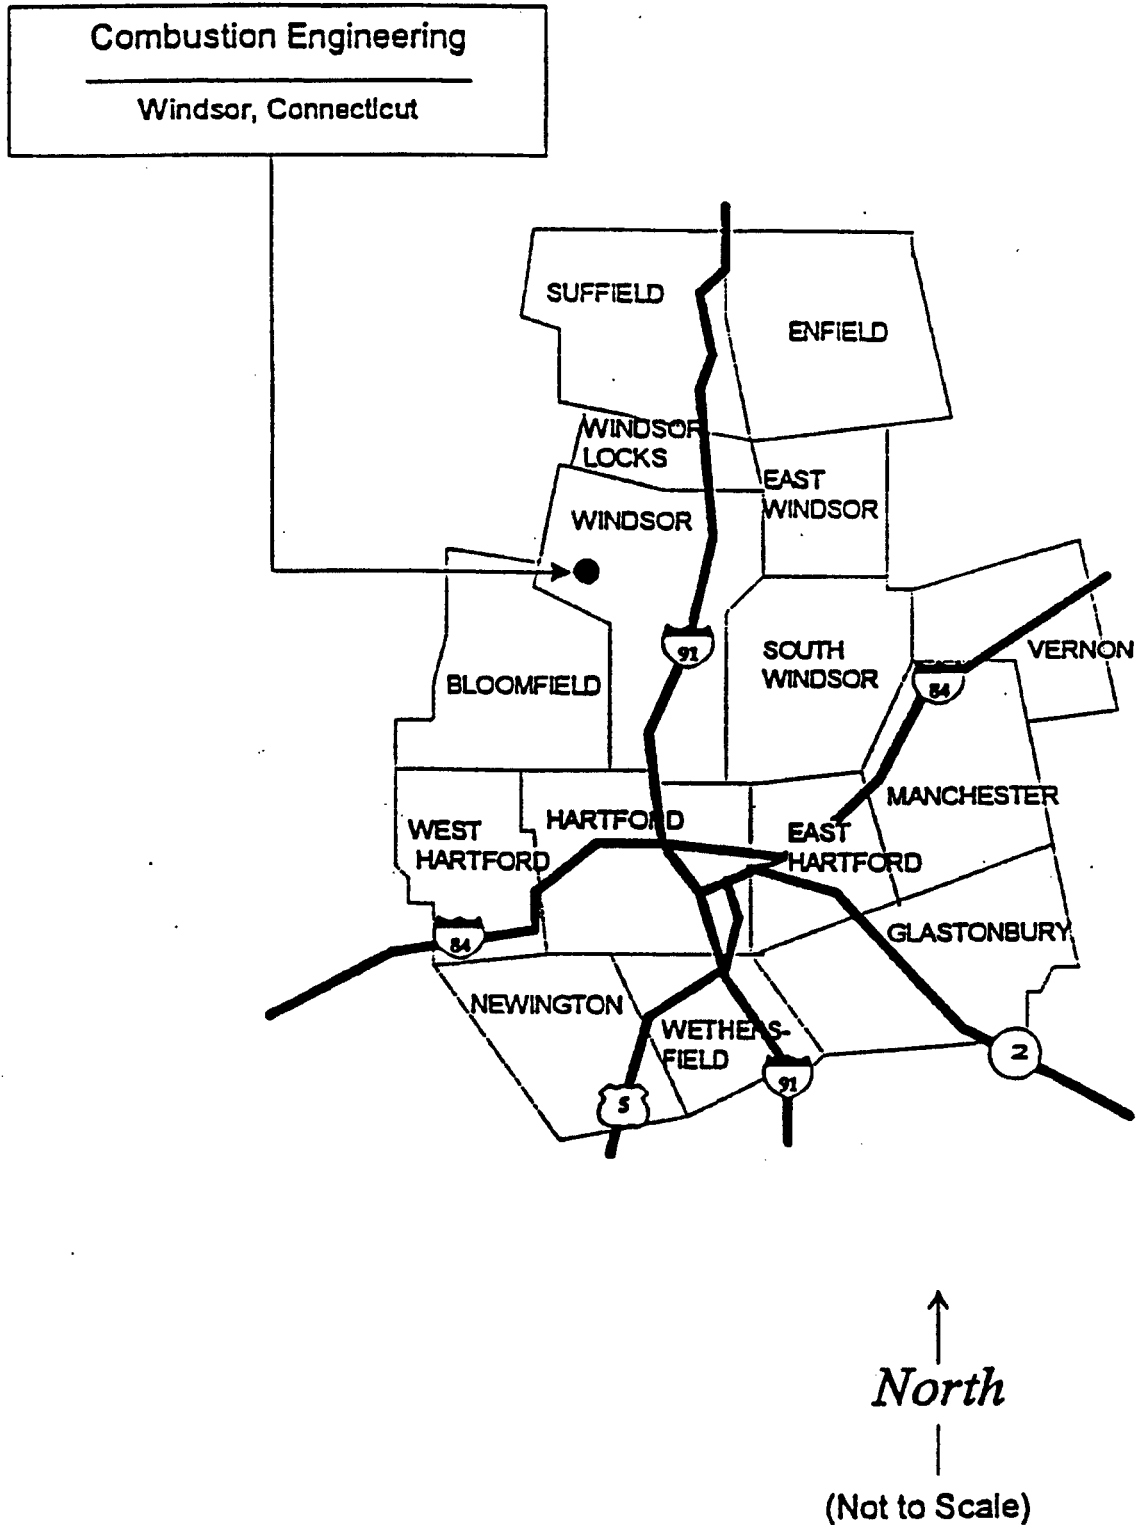 Combustion Engineering
Windsor, Connecticut
SUFFIELD
ENFIELD
WINDSOR
LOCKS
EAST
WINDSOR
WINDSOR
91
SOUTH
WINDSOR
VERNON
84
BLOOMFIELD
MANCHESTER
HARTFORD
WEST
HARTFORD
EAST
HARTFORD
84
GLASTONBURY
NEWINGTON
WETHERS-
FIELD
2
91
5
North
(Not to Scale)